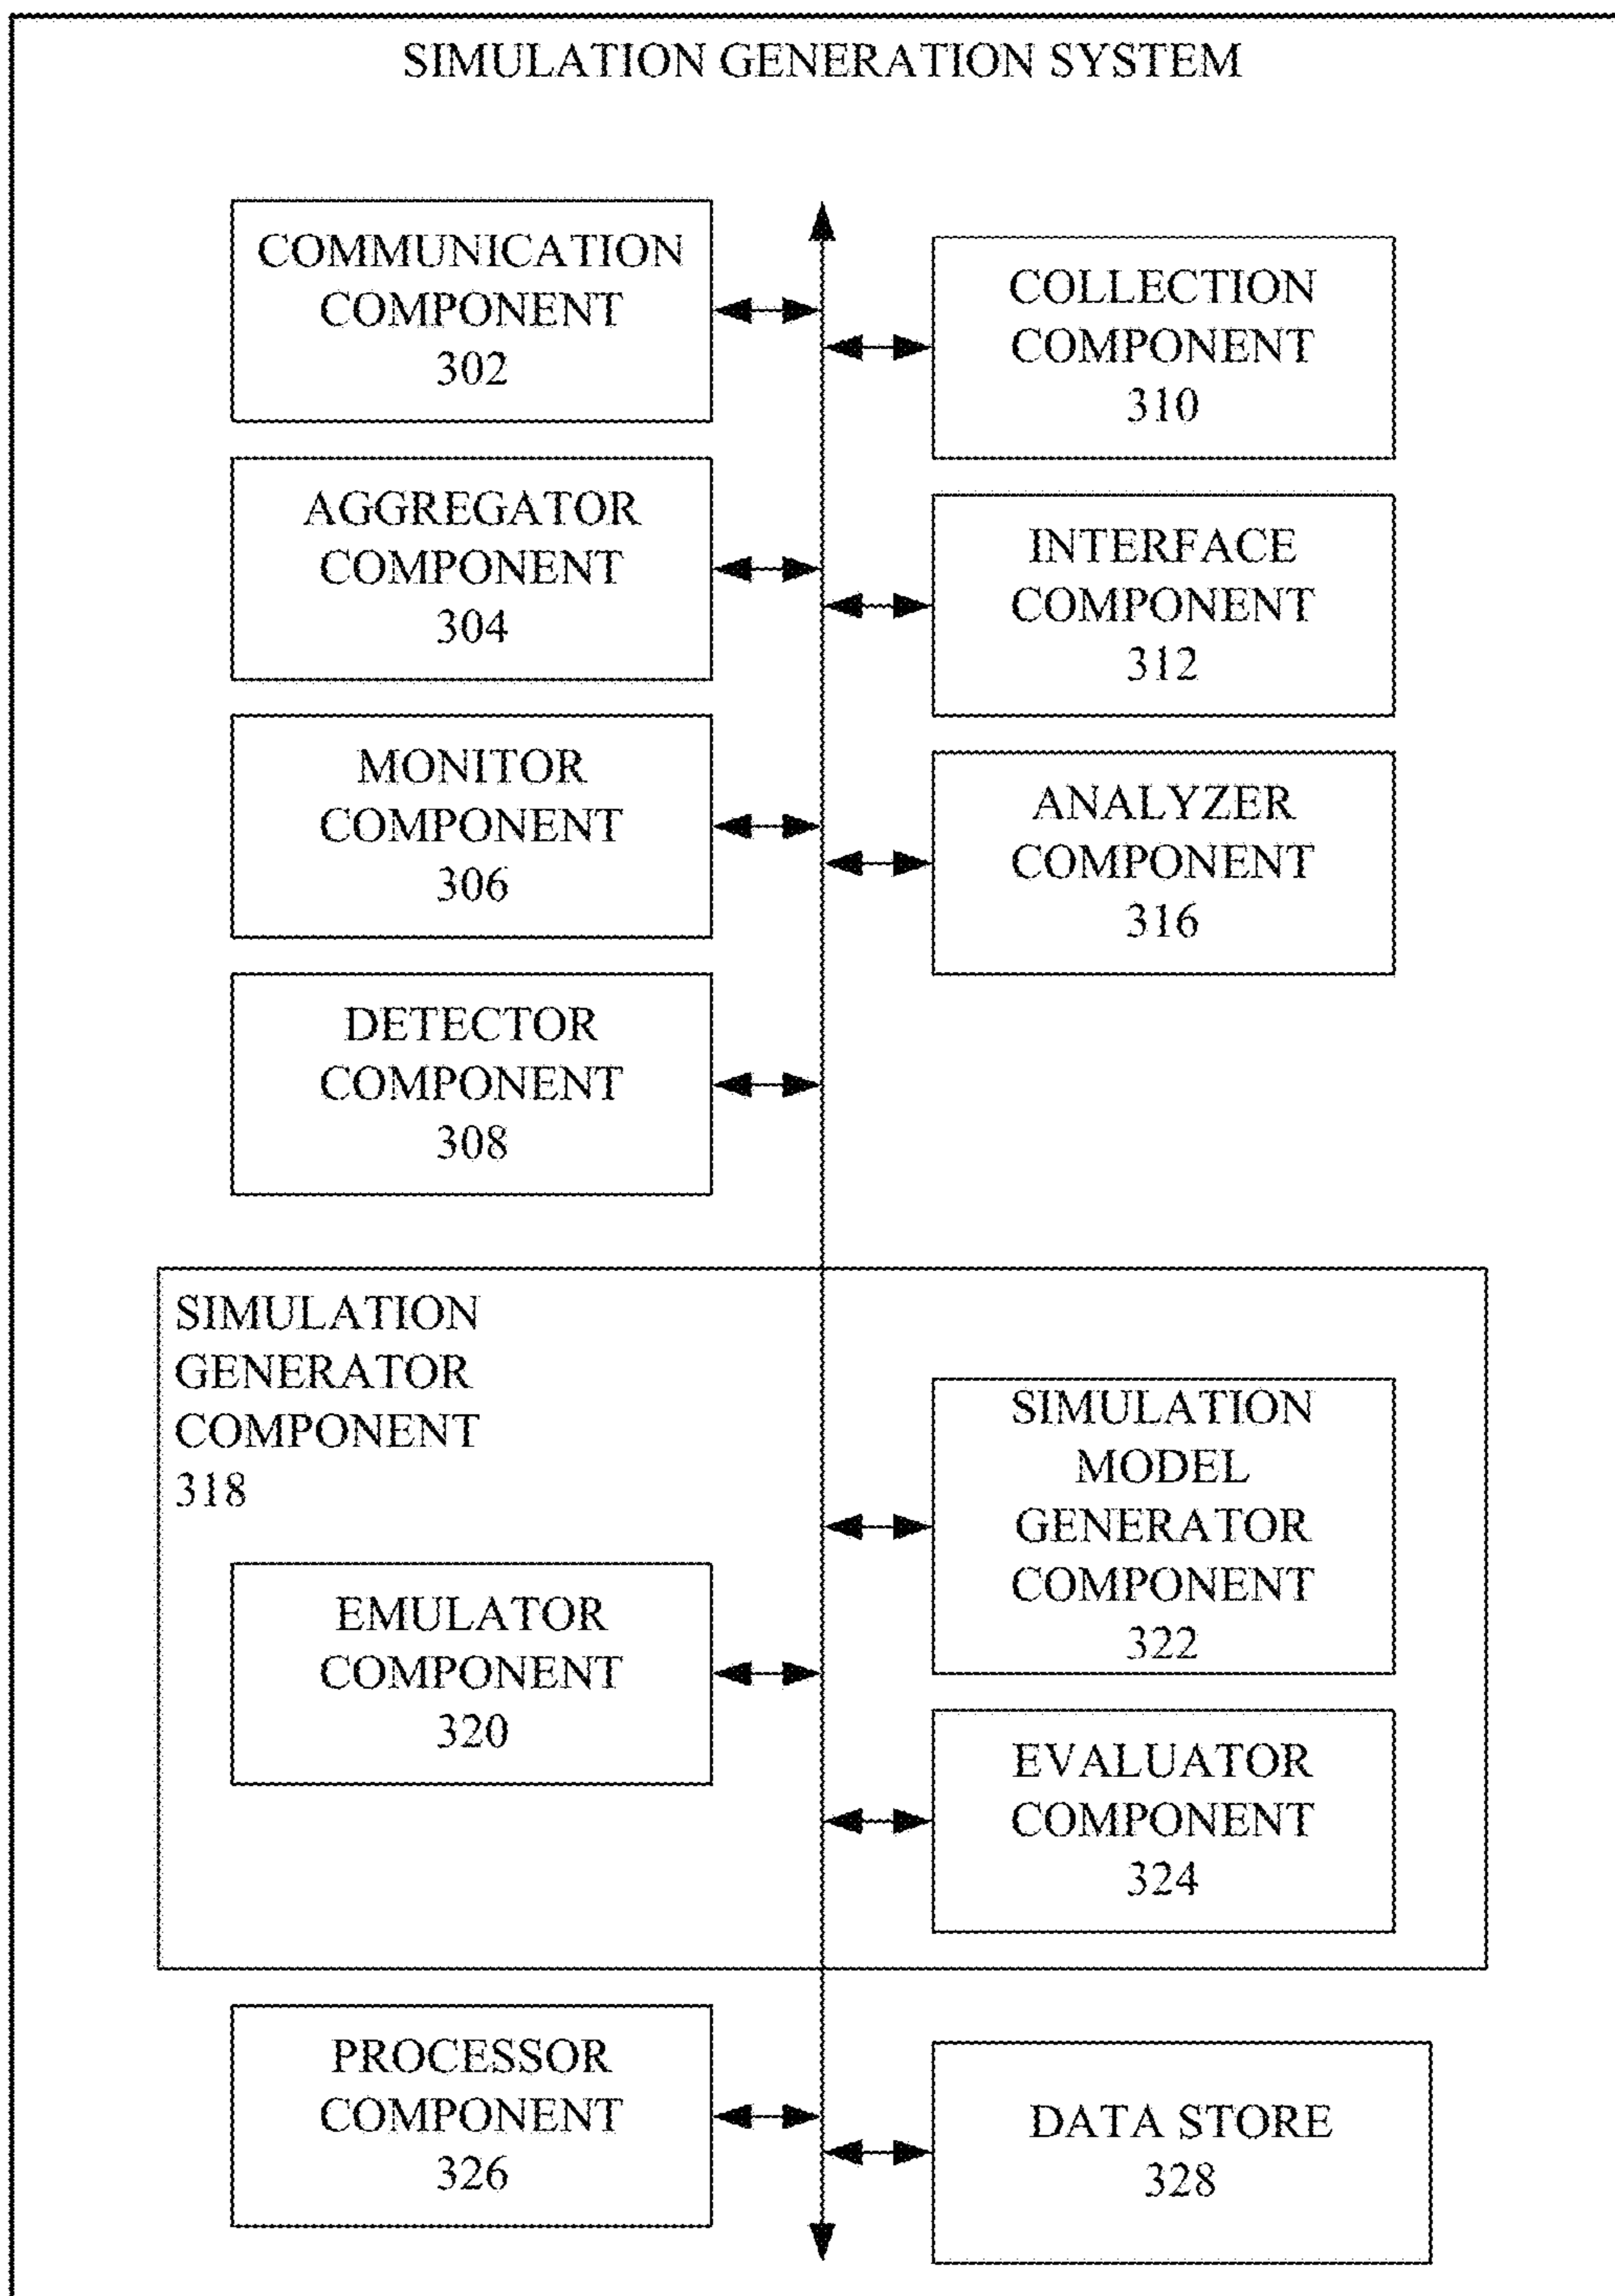 SIMULATION GENERATION SYSTEM
COMMUNICATION
COMPONENT
302
COLLECTION
COMPONENT
310
AGGREGATOR
COMPONENT
304
INTERFACE
COMPONENT
312
MONITOR
COMPONENT
306
ANALYZER
COMPONENT
316
DETECTOR
COMPONENT
308
SIMULATION
GENERATOR
COMPONENT
318
SIMULATION
MODEL
GENERATOR
COMPONENT
322
EMULATOR
COMPONENT
320
EVALUATOR
COMPONENT
324
PROCESSOR
COMPONENT
326
DATA STORE
328